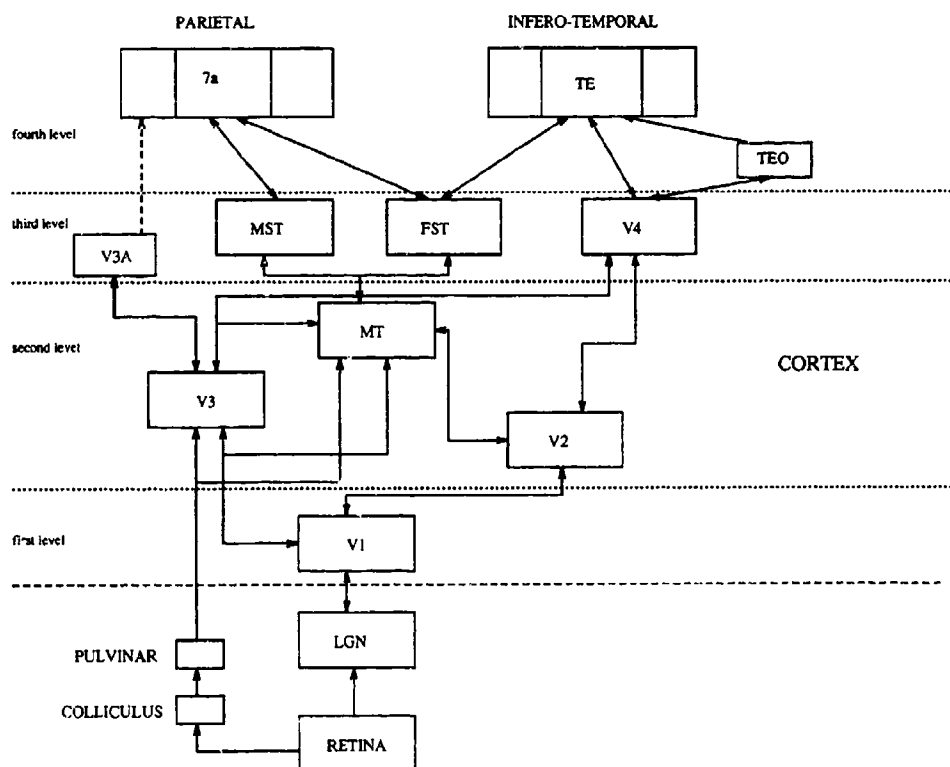 PARIETAL
INFERO-TEMPORAL
7a
TE
fourth level
TEO
third level
MST
FST
V4
V3A
MT
second level
CORTEX
V3
V2
first level
V1
LGN
PULVINAR
COLLICULUS
RETINA